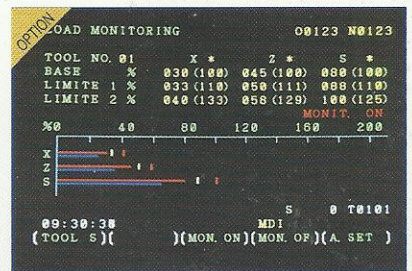 OPTION
LOAD MONITORING O0123 N0123
TOOL NO. 01 X * Z * S *
BASE % 030(100) 045(100) 080(100)
LIMITE 1 % 033(110) 050(111) 088(110)
LIMITE 2 % 040(133) 058(129) 100(125)
MONIT. ON
%0 40 80 120 160 200
X
Z
S
S 0 T0101
09:30:38
MDI
(TOOL S)( )(MON. ON)(MON. OF)(A. SET )